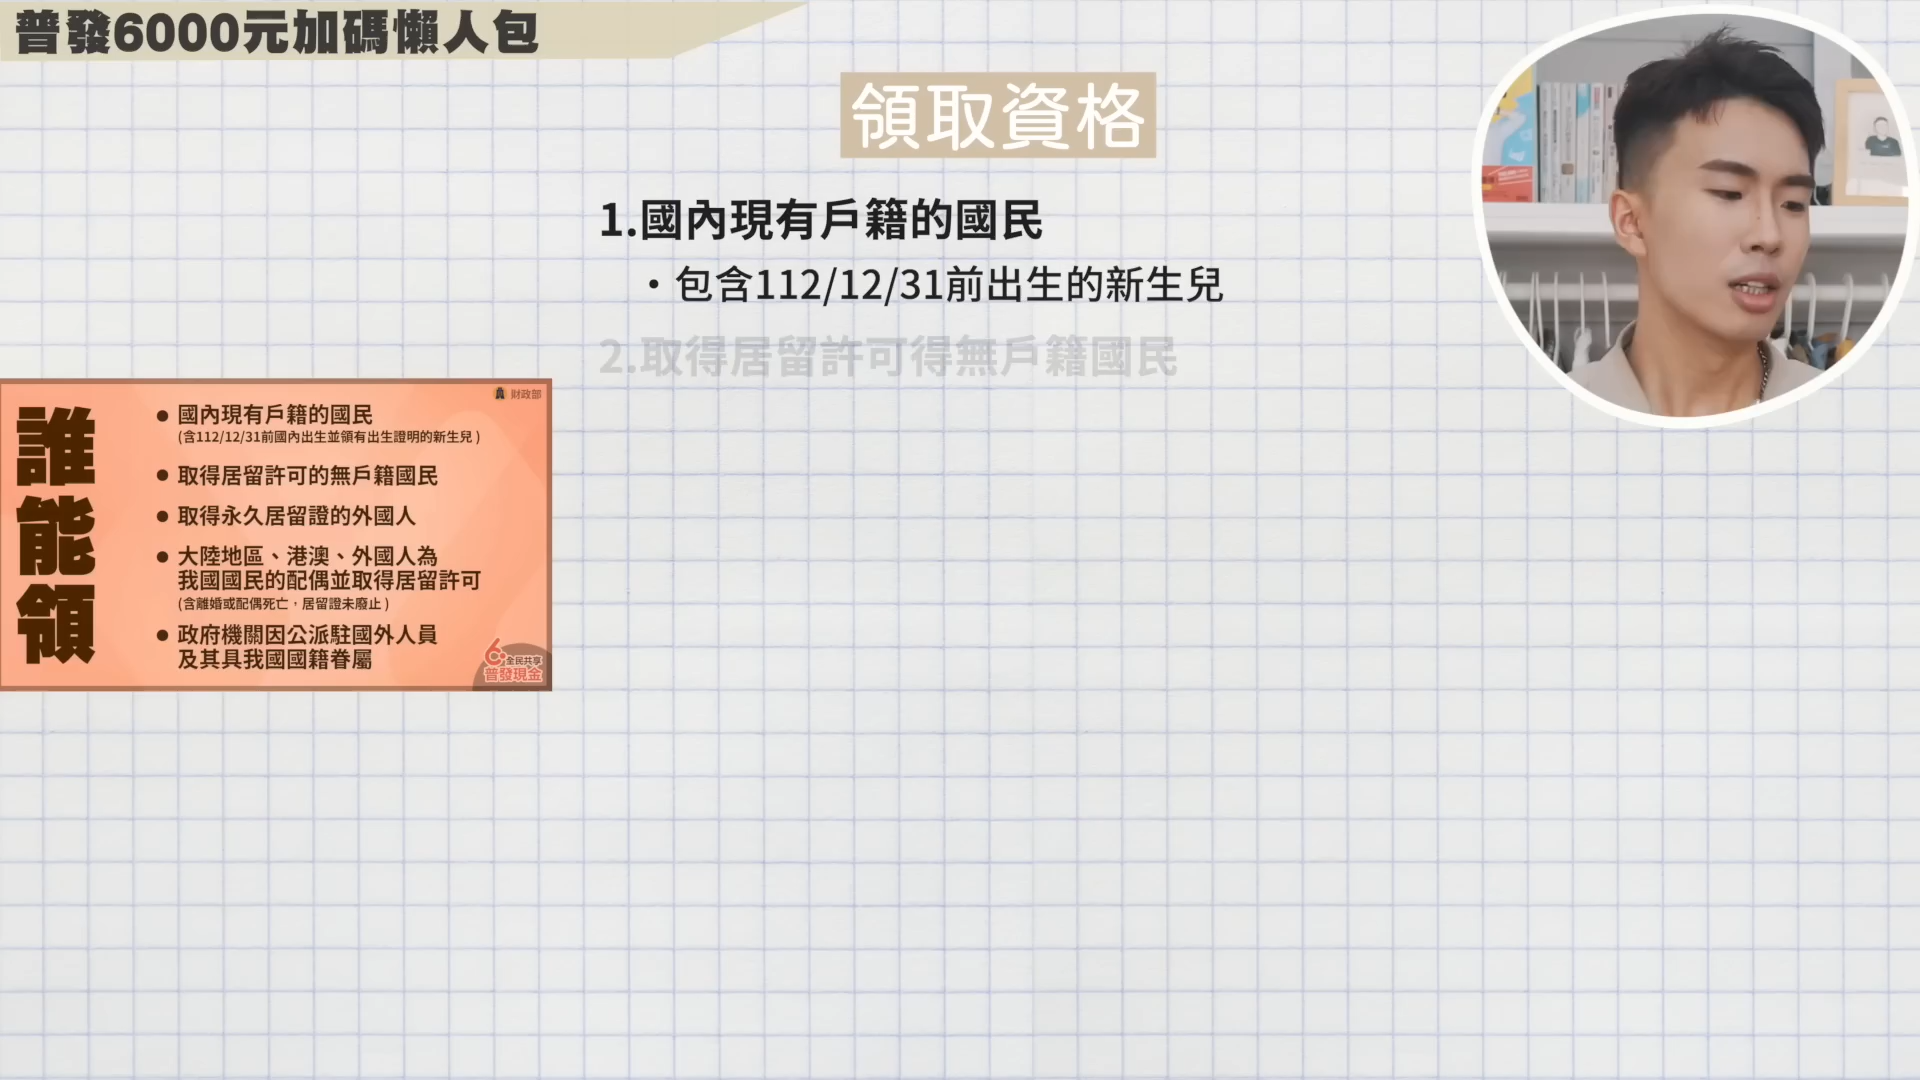 普發6000元加碼懶人包
領取資格
1.國內現有戶籍的國民
・包含112/12/31前出生的新生兒
2.取得居留許可得無戶籍國民
財政部
誰能領
● 國內現有戶籍的國民
(含112/12/31前國內出生並領有出生證明的新生兒)
● 取得居留許可的無戶籍國民
● 取得永久居留證的外國人
● 大陸地區、港澳、外國人為
我國國民的配偶並取得居留許可
(含離婚或配偶死亡，居留證未廢止)
● 政府機關因公派駐國外人員
及其具我國國籍眷屬
6
全民共享
普發現金